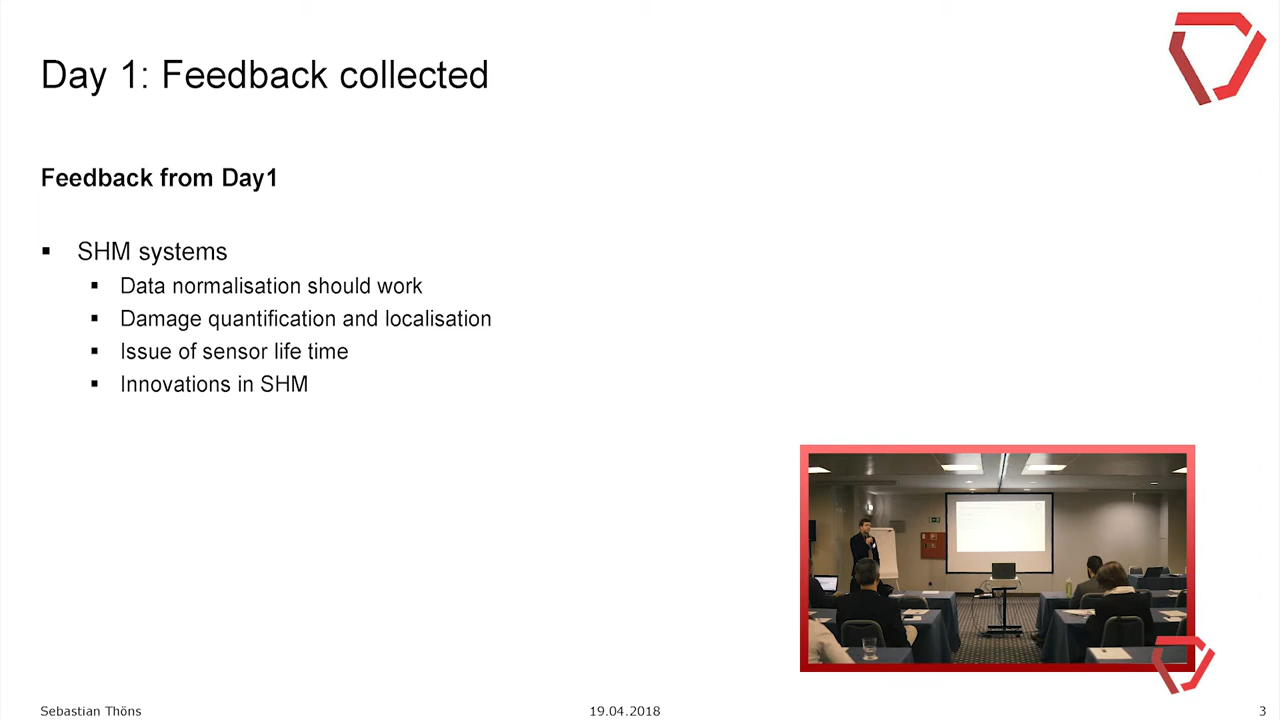 Day 1: Feedback collected
Feedback from Day1
▪ SHM systems
▪ Data normalisation should work
▪ Damage quantification and localisation
▪ Issue of sensor life time
▪ Innovations in SHM
Sebastian Thöns
19.04.2018
3